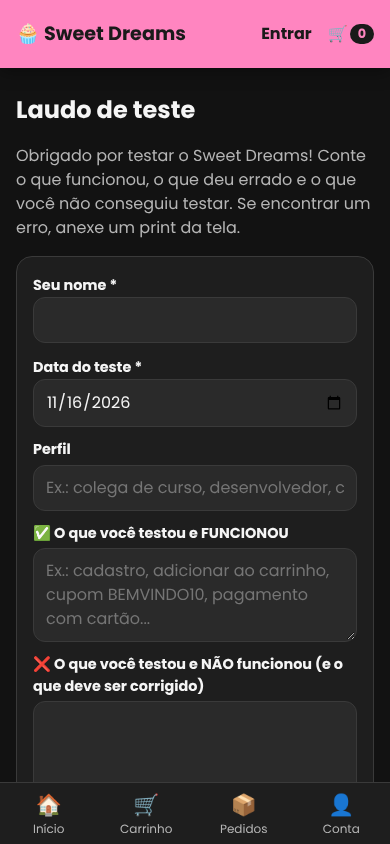 🧁 Sweet Dreams
Entrar
🛒 0
Laudo de teste
Obrigado por testar o Sweet Dreams! Conte
o que funcionou, o que deu errado e o que
você não conseguiu testar. Se encontrar um
erro, anexe um print da tela.
Seu nome *
Data do teste *
11/16/2026
Perfil
Ex.: colega de curso, desenvolvedor, c
✅ O que você testou e FUNCIONOU
Ex.: cadastro, adicionar ao carrinho,
cupom BEMVINDO10, pagamento
com cartão...
❌ O que você testou e NÃO funcionou (e o
que deve ser corrigido)
Início
Carrinho
Pedidos
Conta